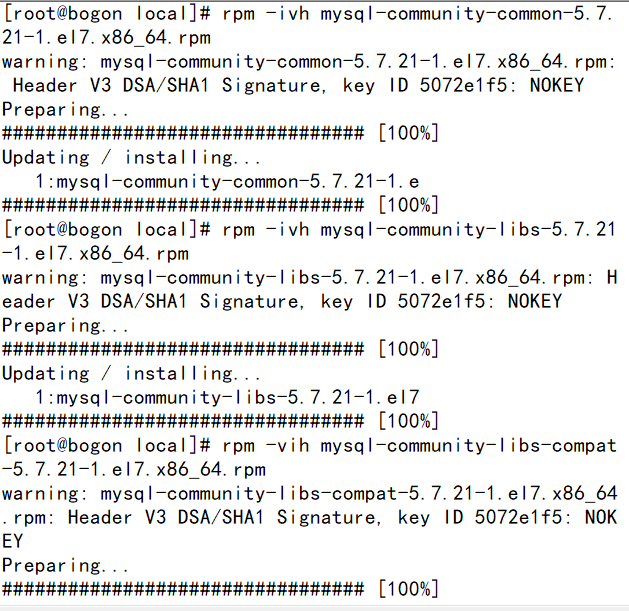 [root@bogon local]# rpm -ivh mysql-community-common-5.7.
21-1.el7.x86_64.rpm
warning: mysql-community-common-5.7.21-1.el7.x86_64.rpm:
 Header V3 DSA/SHA1 Signature, key ID 5072e1f5: NOKEY
Preparing...
################################# [100%]
Updating / installing...
   1:mysql-community-common-5.7.21-1.e
################################# [100%]
[root@bogon local]# rpm -ivh mysql-community-libs-5.7.21
-1.el7.x86_64.rpm
warning: mysql-community-libs-5.7.21-1.el7.x86_64.rpm: H
eader V3 DSA/SHA1 Signature, key ID 5072e1f5: NOKEY
Preparing...
################################# [100%]
Updating / installing...
   1:mysql-community-libs-5.7.21-1.el7
################################# [100%]
[root@bogon local]# rpm -vih mysql-community-libs-compat
-5.7.21-1.el7.x86_64.rpm
warning: mysql-community-libs-compat-5.7.21-1.el7.x86_64
.rpm: Header V3 DSA/SHA1 Signature, key ID 5072e1f5: NOK
EY
Preparing...
################################# [100%]